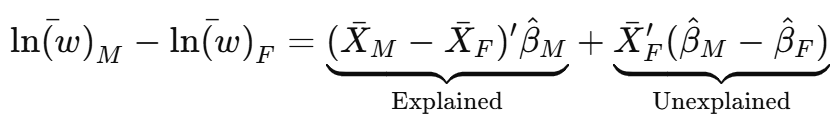 ln(w̄)_M − ln(w̄)_F = (X̄_M − X̄_F)′β̂_M + X̄′_F(β̂_M − β̂_F)
Explained Unexplained